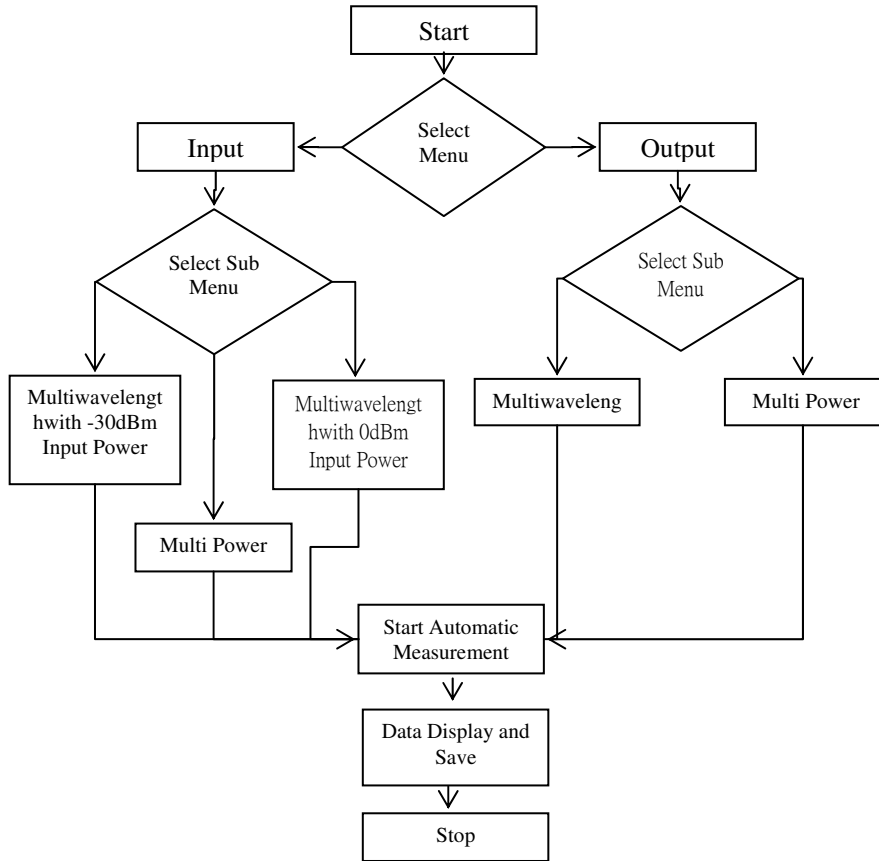 Start
Select
Menu
Input
Output
Select Sub
Menu
Select Sub
Menu
Multiwavelengt
hwith -30dBm
Input Power
Multiwavelengt
hwith 0dBm
Input Power
Multiwaveleng
Multi Power
Multi Power
Start Automatic
Measurement
Data Display and
Save
Stop